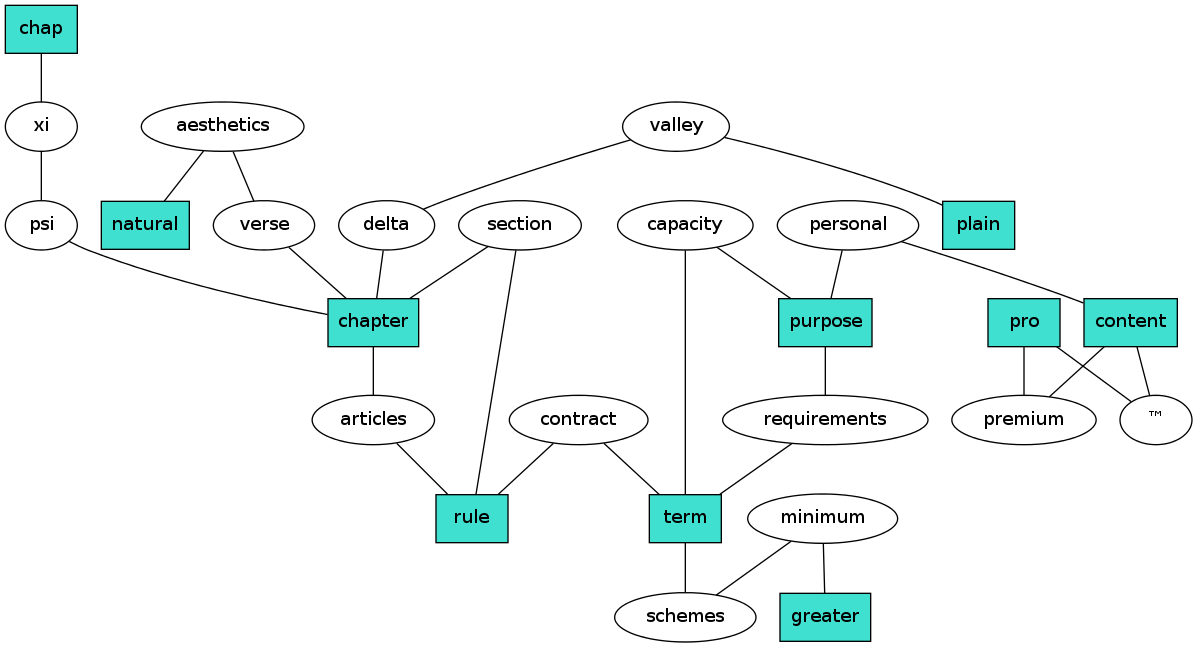 chap
xi
aesthetics
valley
psi
natural
verse
delta
section
capacity
personal
plain
chapter
purpose
pro
content
articles
contract
requirements
premium
™
rule
term
minimum
schemes
greater